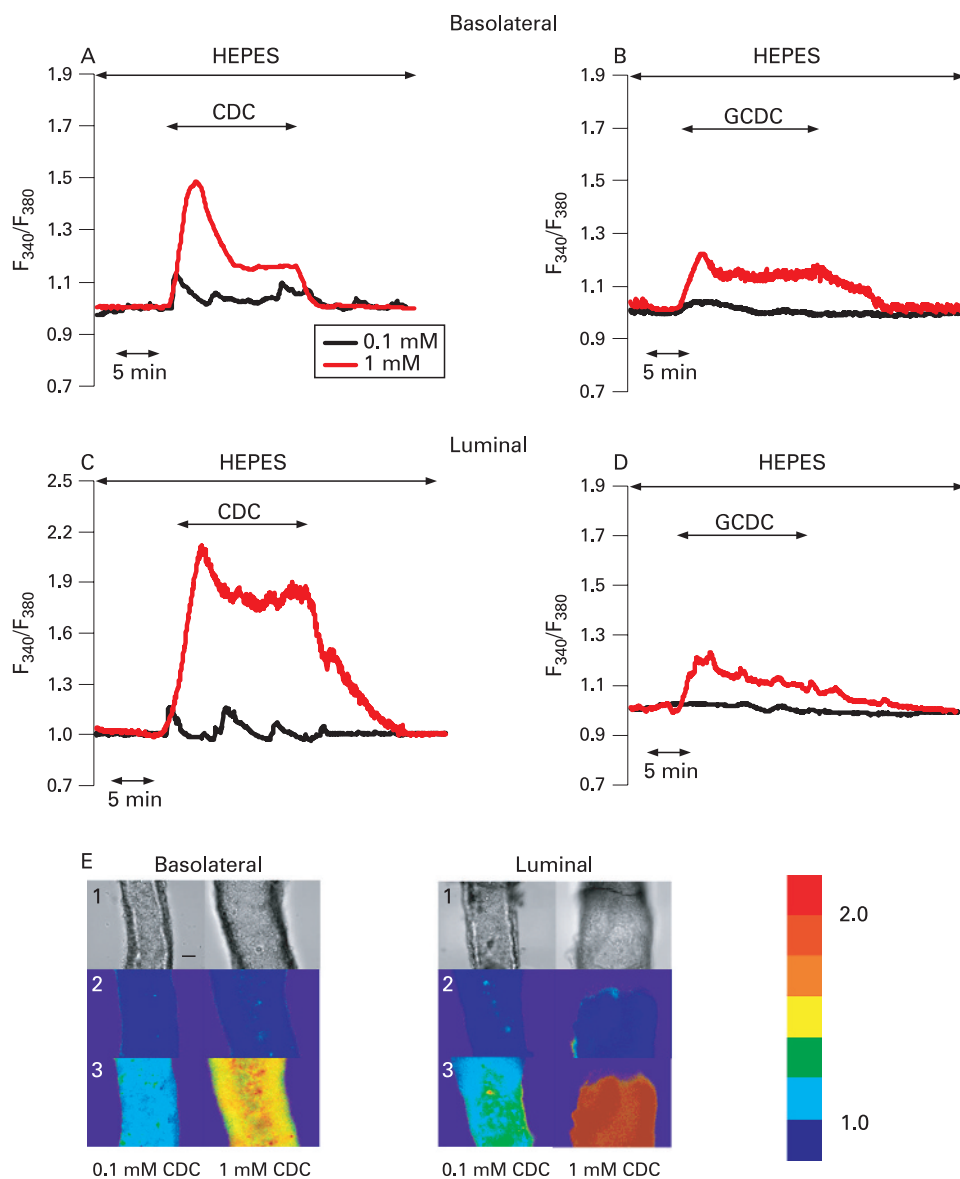 Basolateral
A
HEPES
1.9
CDC
1.7
1.5
1.3
1.1
0.9
0.7
F340/F380
5 min
0.1 mM
1 mM
B
HEPES
1.9
GCDC
1.7
1.5
1.3
1.1
0.9
0.7
F340/F380
5 min
Luminal
C
HEPES
2.5
CDC
2.2
1.9
1.6
1.3
1.0
0.7
F340/F380
5 min
D
HEPES
1.9
GCDC
1.7
1.5
1.3
1.1
0.9
0.7
F340/F380
5 min
E
Basolateral
1
2
3
0.1 mM CDC
1 mM CDC
Luminal
1
2
3
0.1 mM CDC
1 mM CDC
2.0
1.0